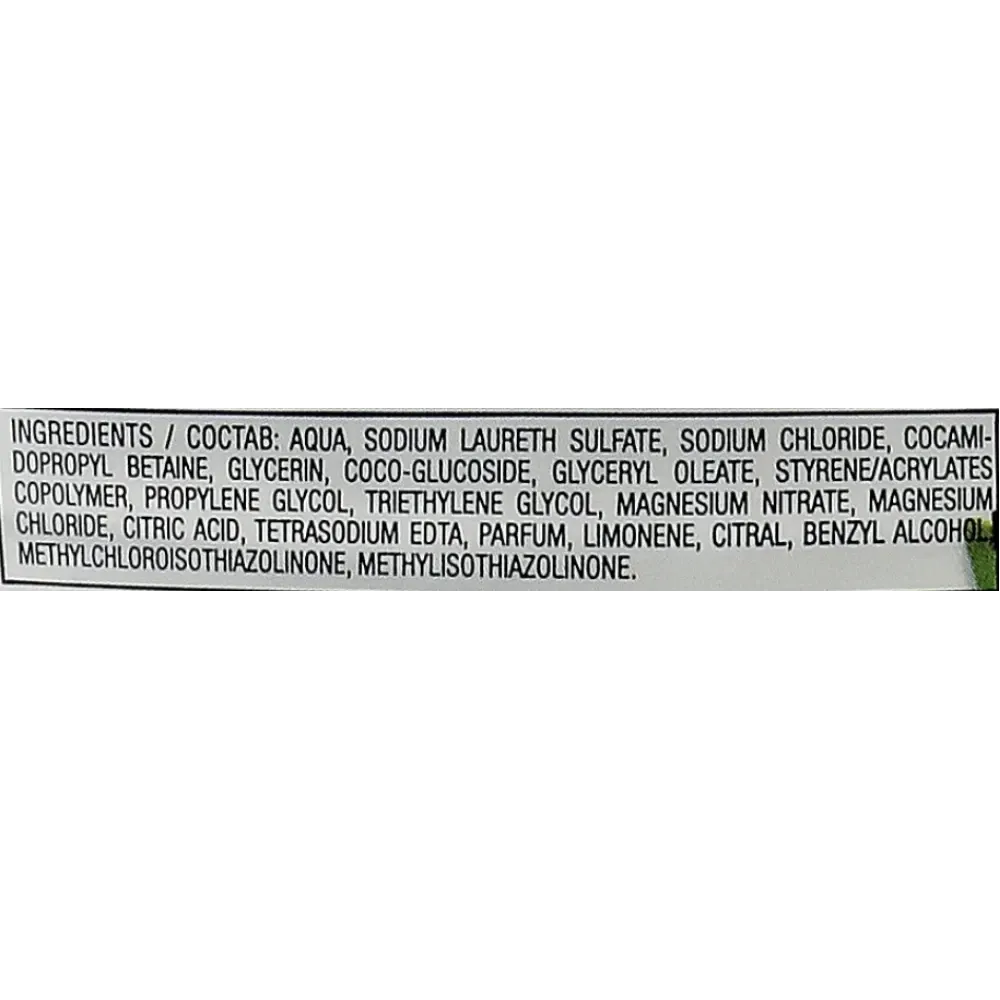 INGREDIENTS / СОСТАВ: AQUA, SODIUM LAURETH SULFATE, SODIUM CHLORIDE, COCAMI-
DOPROPYL BETAINE, GLYCERIN, COCO-GLUCOSIDE, GLYCERYL OLEATE, STYRENE/ACRYLATES
COPOLYMER, PROPYLENE GLYCOL, TRIETHYLENE GLYCOL, MAGNESIUM NITRATE, MAGNESIUM
CHLORIDE, CITRIC ACID, TETRASODIUM EDTA, PARFUM, LIMONENE, CITRAL, BENZYL ALCOHOL,
METHYLCHLOROISOTHIAZOLINONE, METHYLISOTHIAZOLINONE.